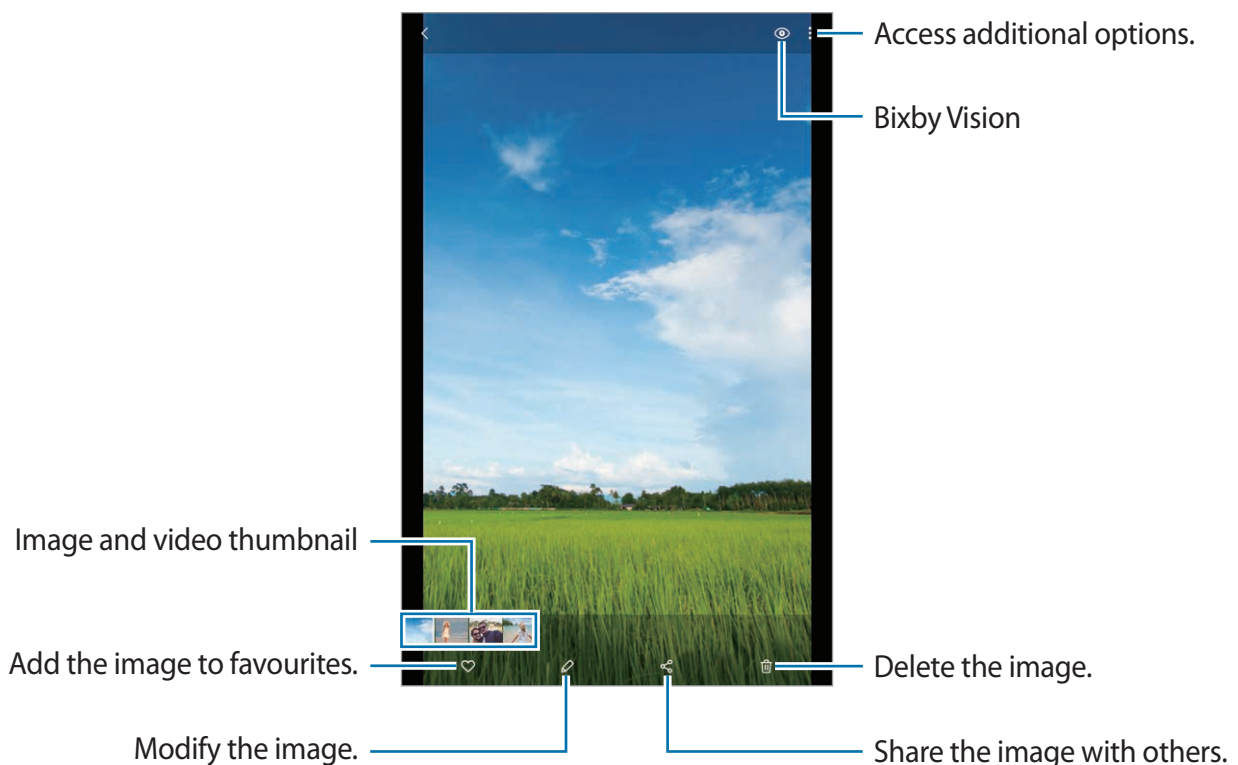 Access additional options.
Bixby Vision
Image and video thumbnail
Add the image to favourites.
Delete the image.
Modify the image.
Share the image with others.